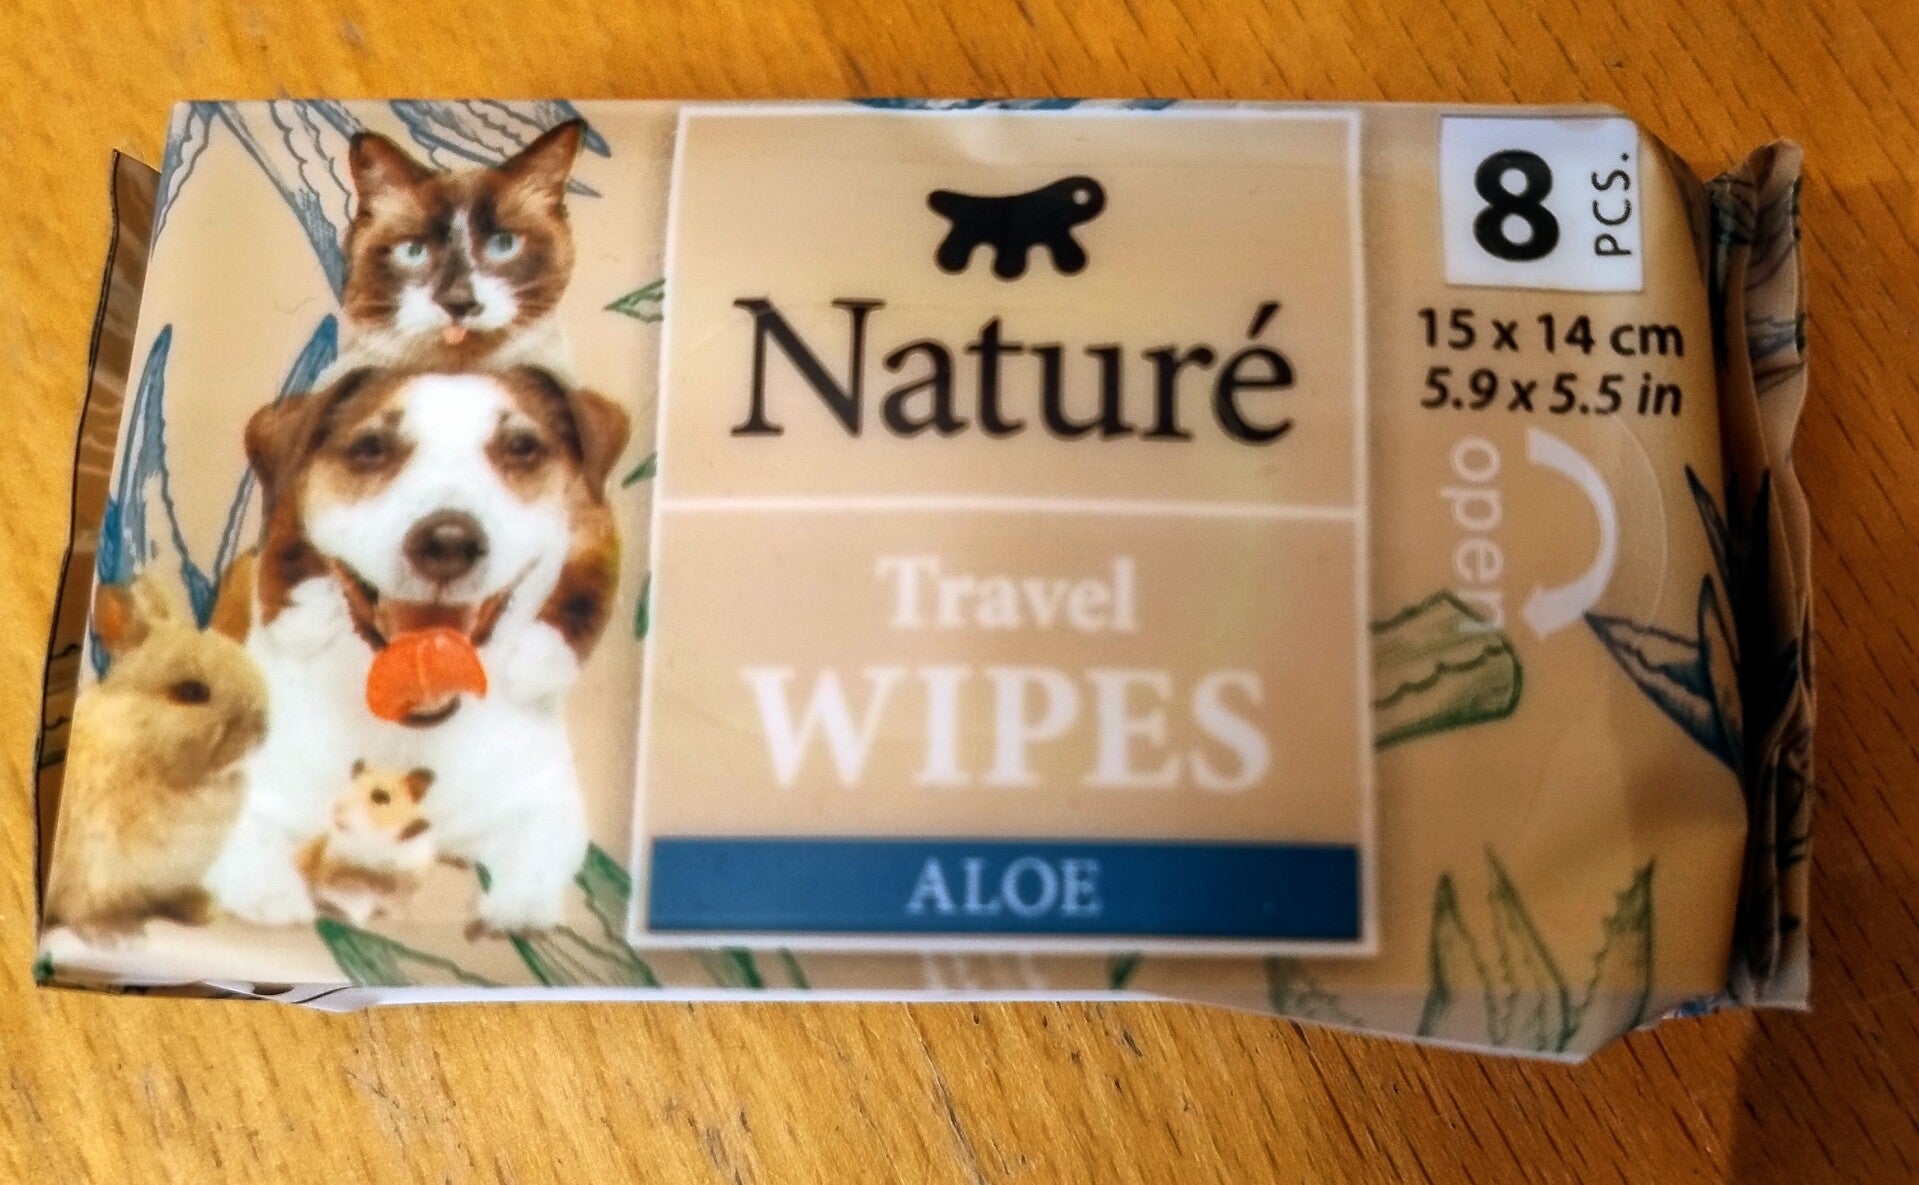 Naturé
Travel
WIPES
ALOE
8 PCS.
15 x 14 cm
5.9 x 5.5 in
open